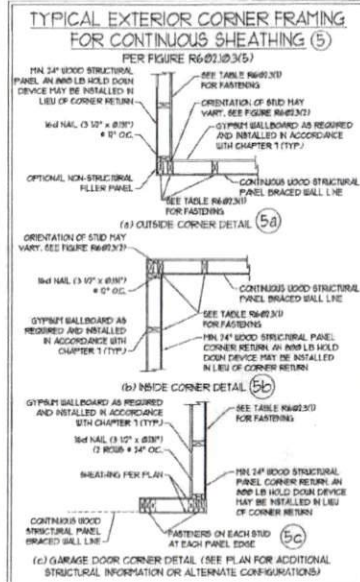 TYPICAL EXTERIOR CORNER FRAMING
FOR CONTINUOUS SHEATHING (5)
PER FIGURE R602.10.3(5)
MIN. 24" WOOD STRUCTURAL
PANEL AN 800 LB HOLD DOWN
DEVICE MAY BE INSTALLED IN
LIEU OF CORNER RETURN
SEE TABLE R602.3(1)
FOR FASTENING
ORIENTATION OF STUD MAY
VARY. SEE FIGURE R602.3(2)
GYPSUM WALLBOARD AS REQUIRED
AND INSTALLED IN ACCORDANCE
WITH CHAPTER 7 (TYP.)
16d NAIL (3 1/2" x 0.131")
@ 12" O.C.
OPTIONAL NON-STRUCTURAL
FILLER PANEL
CONTINUOUS WOOD STRUCTURAL
PANEL BRACED WALL LINE
SEE TABLE R602.3(1)
FOR FASTENING
(a) OUTSIDE CORNER DETAIL 5a
ORIENTATION OF STUD MAY
VARY. SEE FIGURE R602.3(2)
16d NAIL (3 1/2" x 0.131")
@ 12" O.C.
CONTINUOUS WOOD STRUCTURAL
PANEL BRACED WALL LINE
GYPSUM WALLBOARD AS
REQUIRED AND INSTALLED
IN ACCORDANCE WITH
CHAPTER 7 (TYP.)
SEE TABLE R602.3(1)
FOR FASTENING
MIN. 24" WOOD STRUCTURAL PANEL
CORNER RETURN. AN 800 LB HOLD
DOWN DEVICE MAY BE INSTALLED
IN LIEU OF CORNER RETURN
(b) INSIDE CORNER DETAIL 5b
GYPSUM WALLBOARD AS REQUIRED
AND INSTALLED IN ACCORDANCE
WITH CHAPTER 7 (TYP.)
16d NAIL (3 1/2" x 0.131")
(2 ROWS @ 24" O.C.
SEE TABLE R602.3(1)
FOR FASTENING
SHEATHING PER PLAN
MIN. 24" WOOD STRUCTURAL
PANEL CORNER RETURN. AN
800 LB HOLD DOWN DEVICE
MAY BE INSTALLED IN LIEU OF
CORNER RETURN
CONTINUOUS WOOD
STRUCTURAL PANEL
BRACED WALL LINE
FASTENERS ON EACH STUD
AT EACH PANEL EDGE
5c
(c) GARAGE DOOR CORNER DETAIL (SEE PLAN FOR ADDITIONAL
STRUCTURAL INFORMATION OR ALTERNATE CONFIGURATIONS)